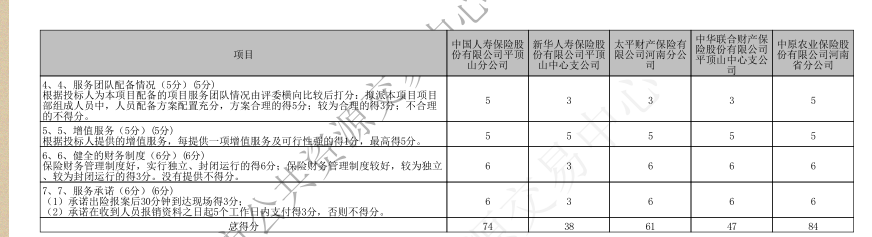 项目
中国人寿保险股份有限公司平顶山分公司
新华人寿保险股份有限公司平顶山中心支公司
太平财产保险有限公司河南分公司
中华联合财产保险股份有限公司平顶山中心支公司
中原农业保险股份有限公司河南省分公司
4、4、服务团队配备情况（5分）(5分)
根据投标人为本项目配备的项目服务团队情况由评委横向比较后打分：拟派本项目项目
部组成人员中，人员配备方案配置充分，方案合理的得5分；较为合理的得3分；不合理
的不得分。
5 3 3 3 5
5、5、增值服务（5分）(5分)
根据投标人提供的增值服务，每提供一项增值服务及可行性强的得1分，最高得5分。
5 5 5 5 5
6、6、健全的财务制度（6分）(6分)
保险财务管理制度好，实行独立、封闭运行的得6分；保险财务管理制度较好，较为独立
、较为封闭运行的得3分。没有提供不得分。
6 3 6 6 6
7、7、服务承诺（6分）(6分)
（1）承诺出险报案后30分钟到达现场得3分；
（2）承诺在收到人员报销资料之日起5个工作日内支付得3分，否则不得分。
6 3 6 6 6
总得分 74 38 61 47 84
公共资源交
交易中心